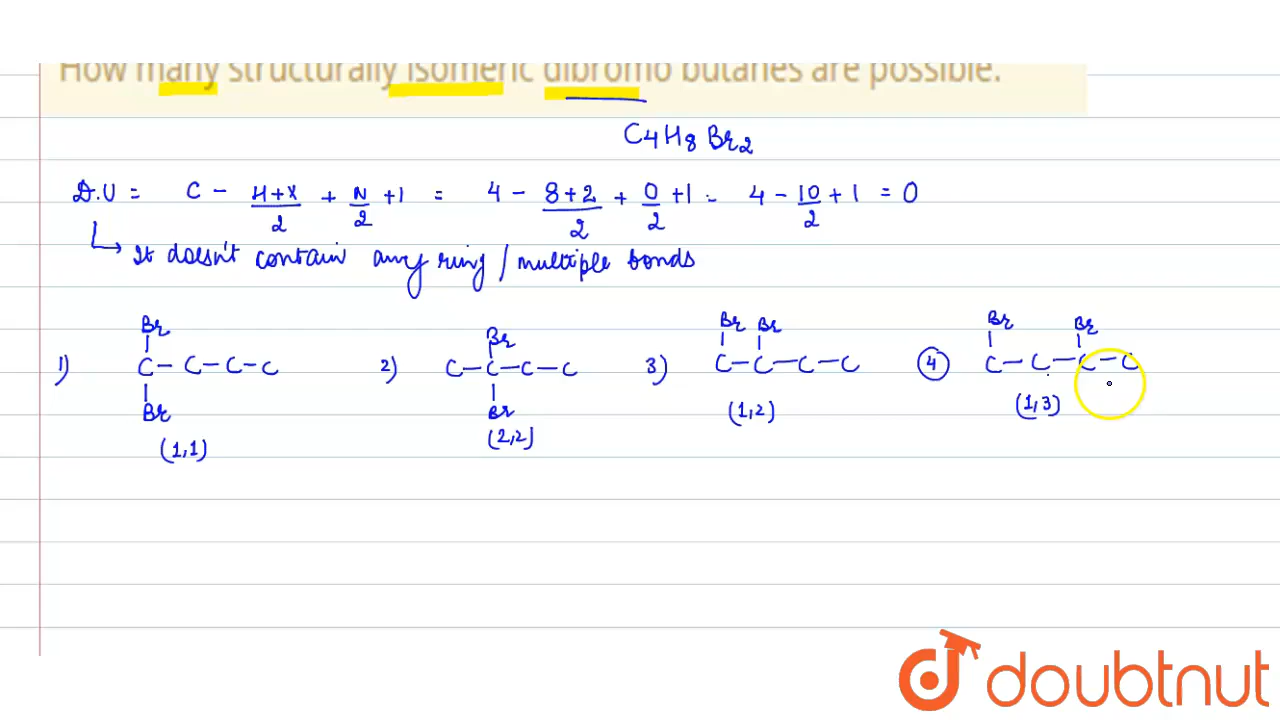 How many structurally isomeric dibromo butanes are possible.
C4H8Br2
D.U = C - H+X/2 + N/2 + 1 = 4 - 8+2/2 + 0/2 + 1 = 4 - 10/2 + 1 = 0
It doesn't contain any ring / multiple bonds
Br Br Br Br Br Br
1) C-C-C-C 2) C-C-C-C 3) C-C-C-C 4 C-C-C-C
Br Br (1,2) (1,3)
(1,1) (2,2)
doubtnut